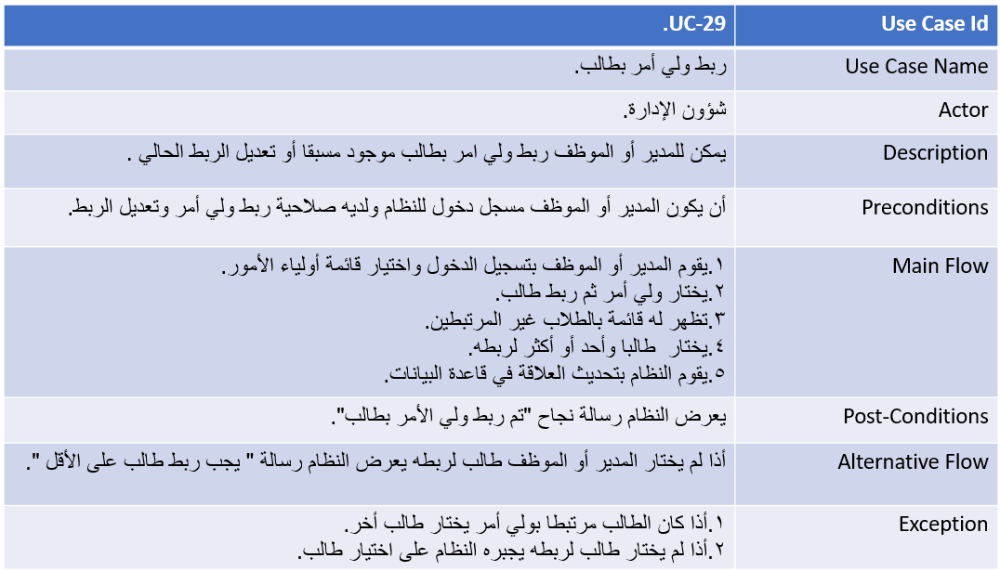 Use Case Id
UC-29.
Use Case Name
ربط ولي أمر بطالب.
Actor
شؤون الإدارة.
Description
يمكن للمدير أو الموظف ربط ولي امر بطالب موجود مسبقا أو تعديل الربط الحالي .
Preconditions
أن يكون المدير أو الموظف مسجل دخول للنظام ولديه صلاحية ربط ولي أمر وتعديل الربط.
Main Flow
١.يقوم المدير أو الموظف بتسجيل الدخول واختيار قائمة أولياء الأمور.
٢.يختار ولي أمر ثم ربط طالب.
٣.تظهر له قائمة بالطلاب غير المرتبطين.
٤.يختار طالبا وأحد أو أكثر لربطه.
٥.يقوم النظام بتحديث العلاقة في قاعدة البيانات.
Post-Conditions
يعرض النظام رسالة نجاح "تم ربط ولي الأمر بطالب".
Alternative Flow
أذا لم يختار المدير أو الموظف طالب لربطه يعرض النظام رسالة " يجب ربط طالب على الأقل ".
Exception
١.أذا كان الطالب مرتبطا بولي أمر يختار طالب أخر.
٢.أذا لم يختار طالب لربطه يجبره النظام على اختيار طالب.